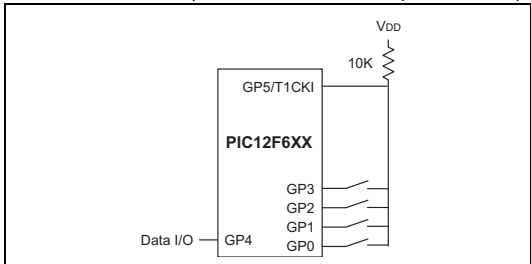 VDD
10K
GP5/T1CKI
PIC12F6XX
GP3
GP2
GP1
Data I/O GP4
GP0